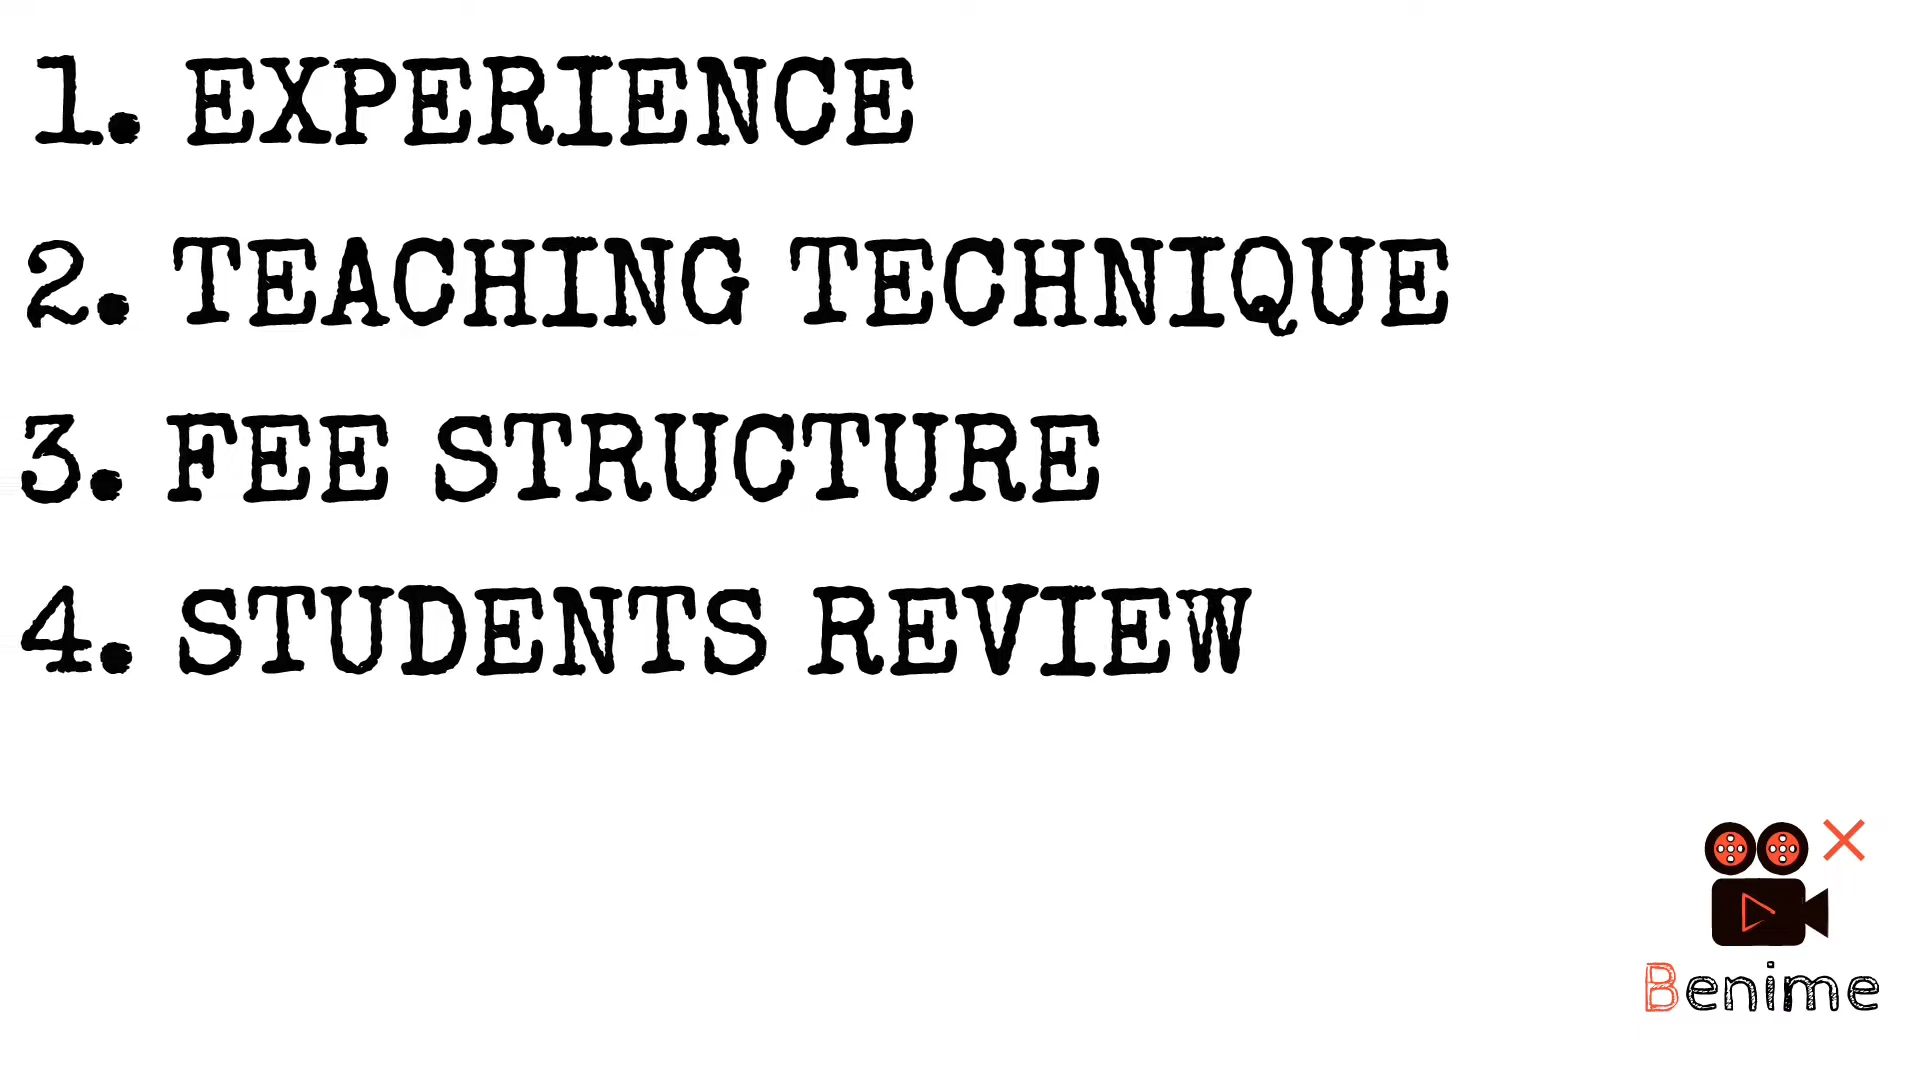 1. EXPERIENCE
2. TEACHING TECHNIQUE
3. FEE STRUCTURE
4. STUDENTS REVIEW
Benime